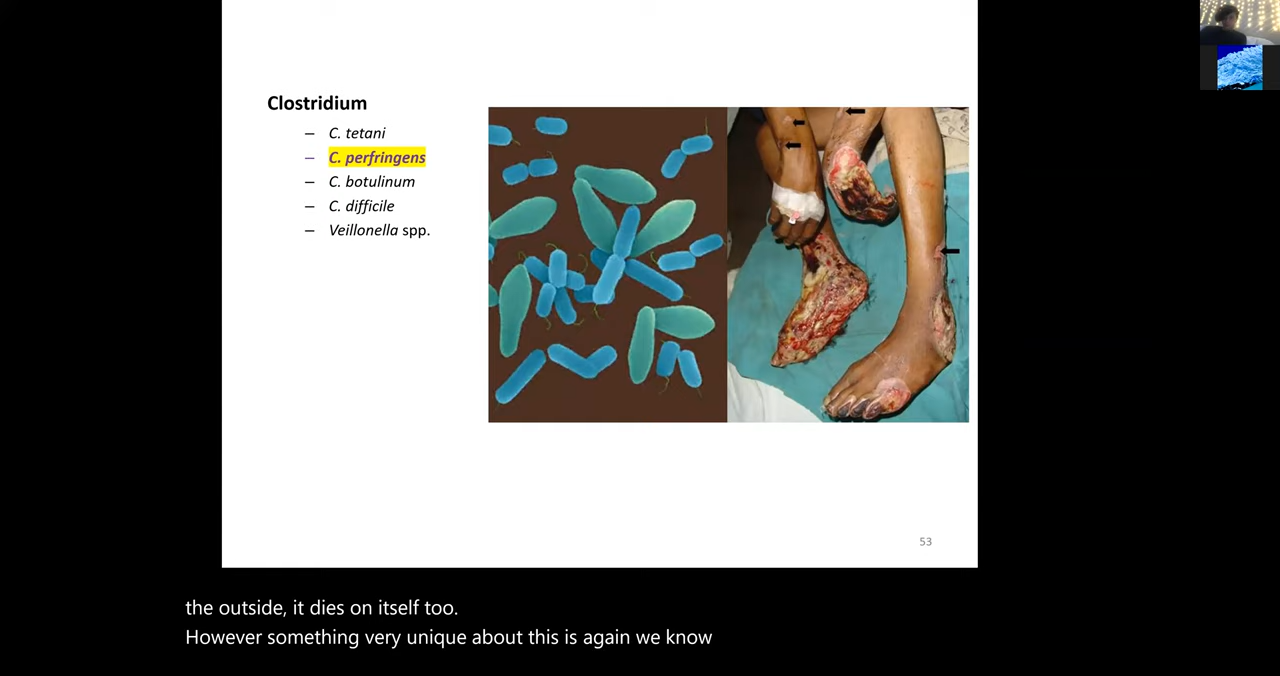 Clostridium
– C. tetani
– C. perfringens
– C. botulinum
– C. difficile
– Veillonella spp.
53
the outside, it dies on itself too.
However something very unique about this is again we know